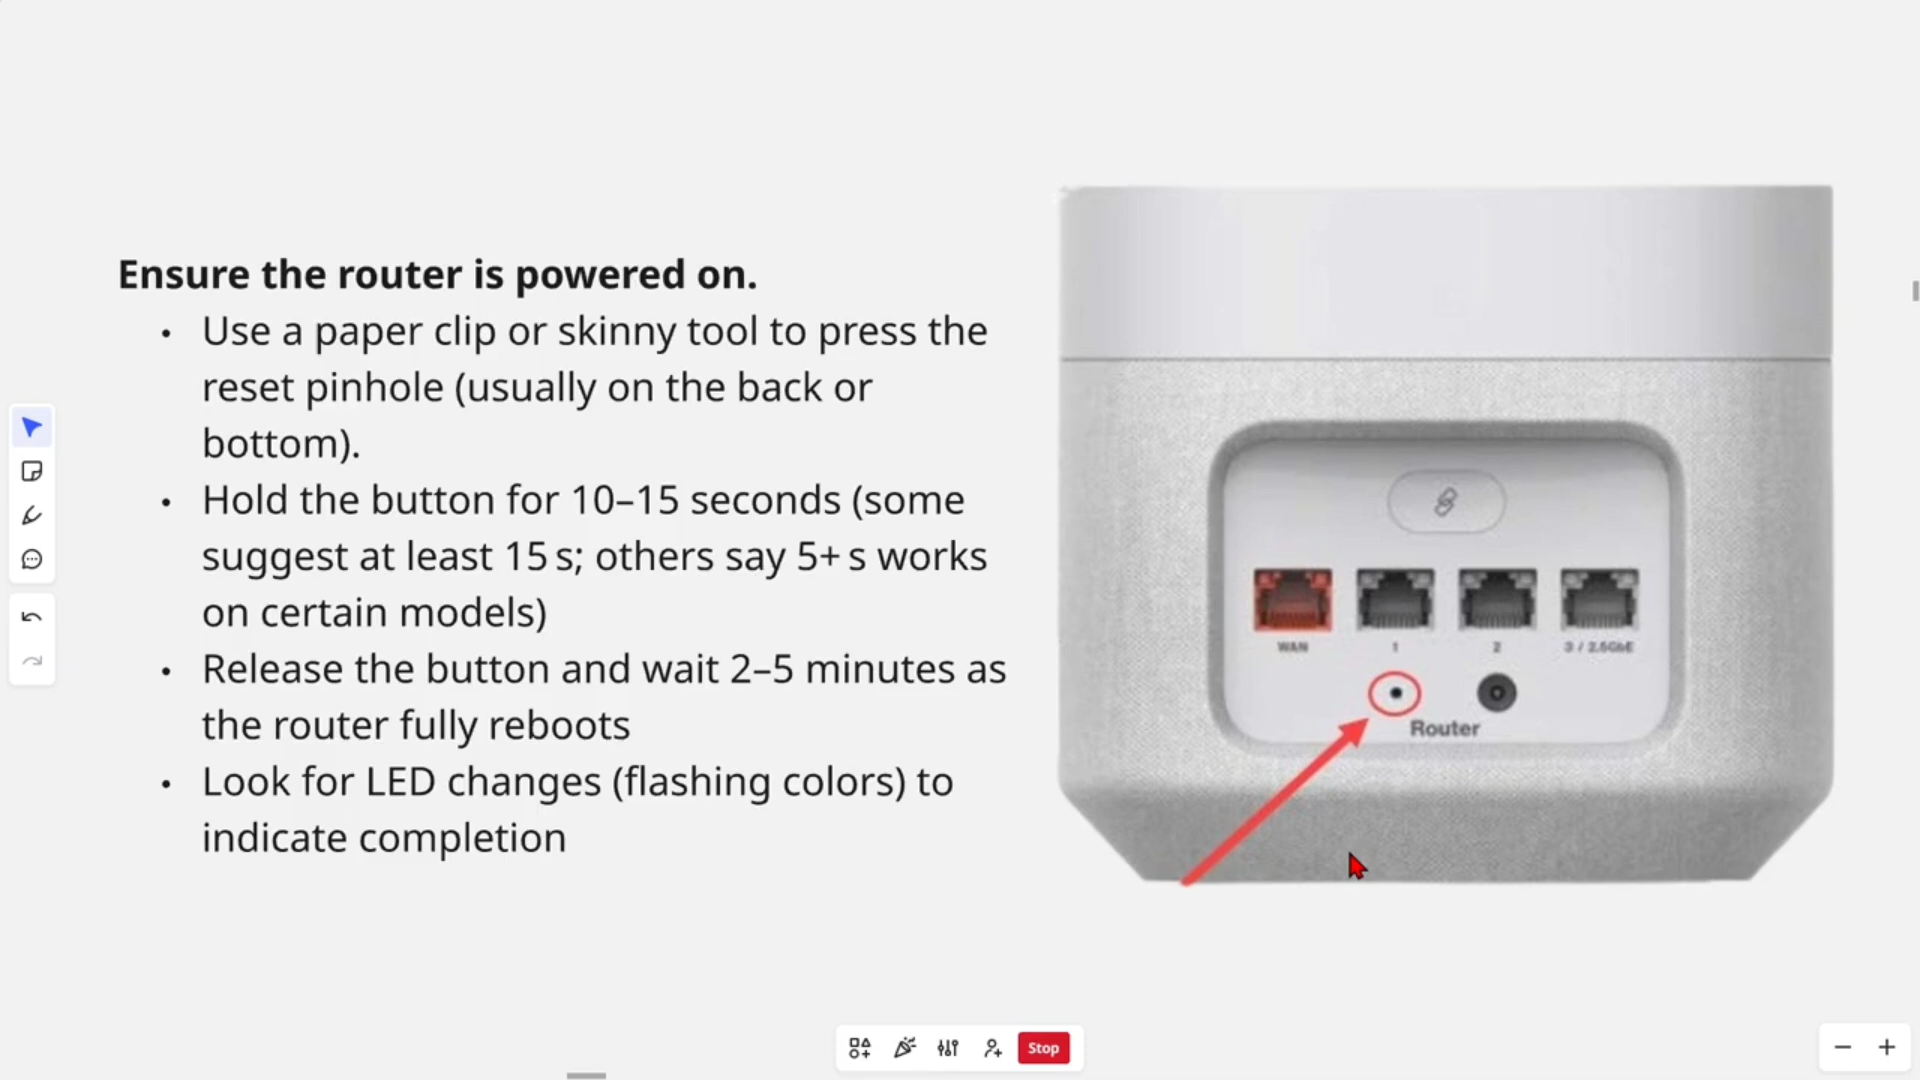 Ensure the router is powered on.
• Use a paper clip or skinny tool to press the
reset pinhole (usually on the back or
bottom).
• Hold the button for 10–15 seconds (some
suggest at least 15 s; others say 5+ s works
on certain models)
• Release the button and wait 2–5 minutes as
the router fully reboots
• Look for LED changes (flashing colors) to
indicate completion
WAN 1 2 3 / 2.5GbE
Router
Stop